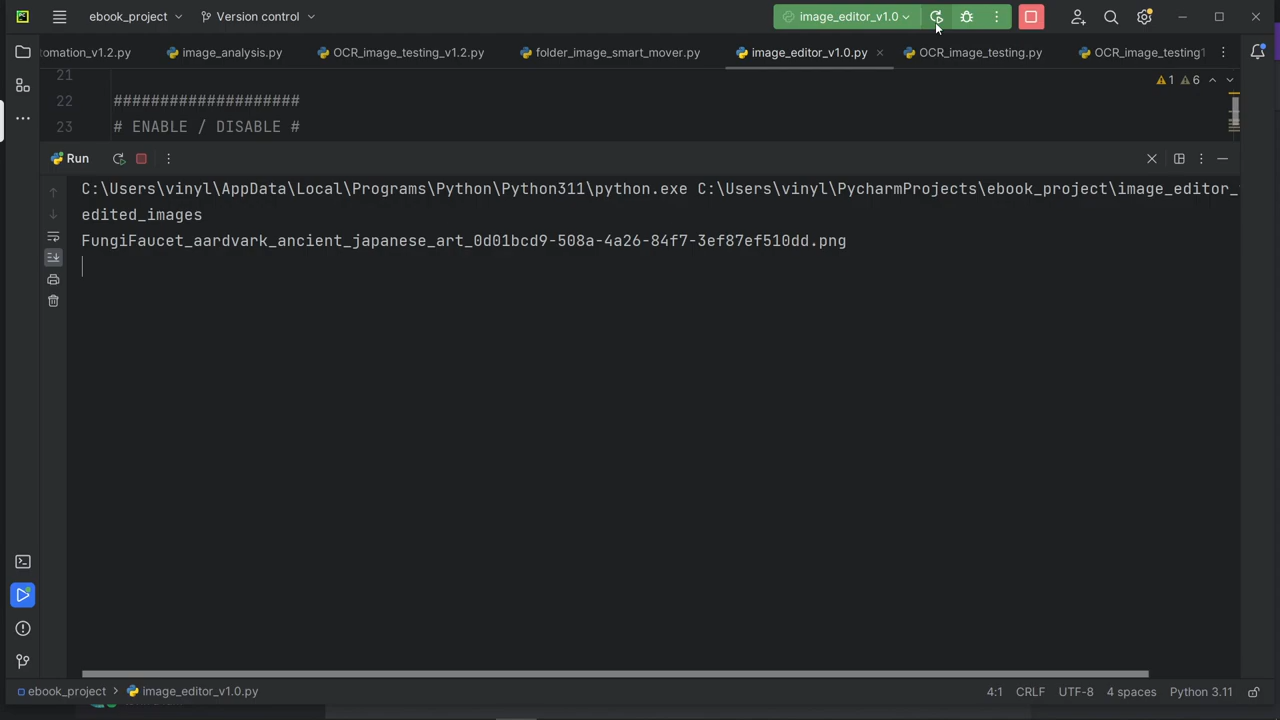 ebook_project
Version control
image_editor_v1.0
tomation_v1.2.py
image_analysis.py
OCR_image_testing_v1.2.py
folder_image_smart_mover.py
image_editor_v1.0.py
OCR_image_testing.py
OCR_image_testing1
21
22 ###################
23 # ENABLE / DISABLE #
1 6
Run
C:\Users\vinyl\AppData\Local\Programs\Python\Python311\python.exe C:\Users\vinyl\PycharmProjects\ebook_project\image_editor_
edited_images
FungiFaucet_aardvark_ancient_japanese_art_0d01bcd9-508a-4a26-84f7-3ef87ef510dd.png
ebook_project > image_editor_v1.0.py
4:1 CRLF UTF-8 4 spaces Python 3.11